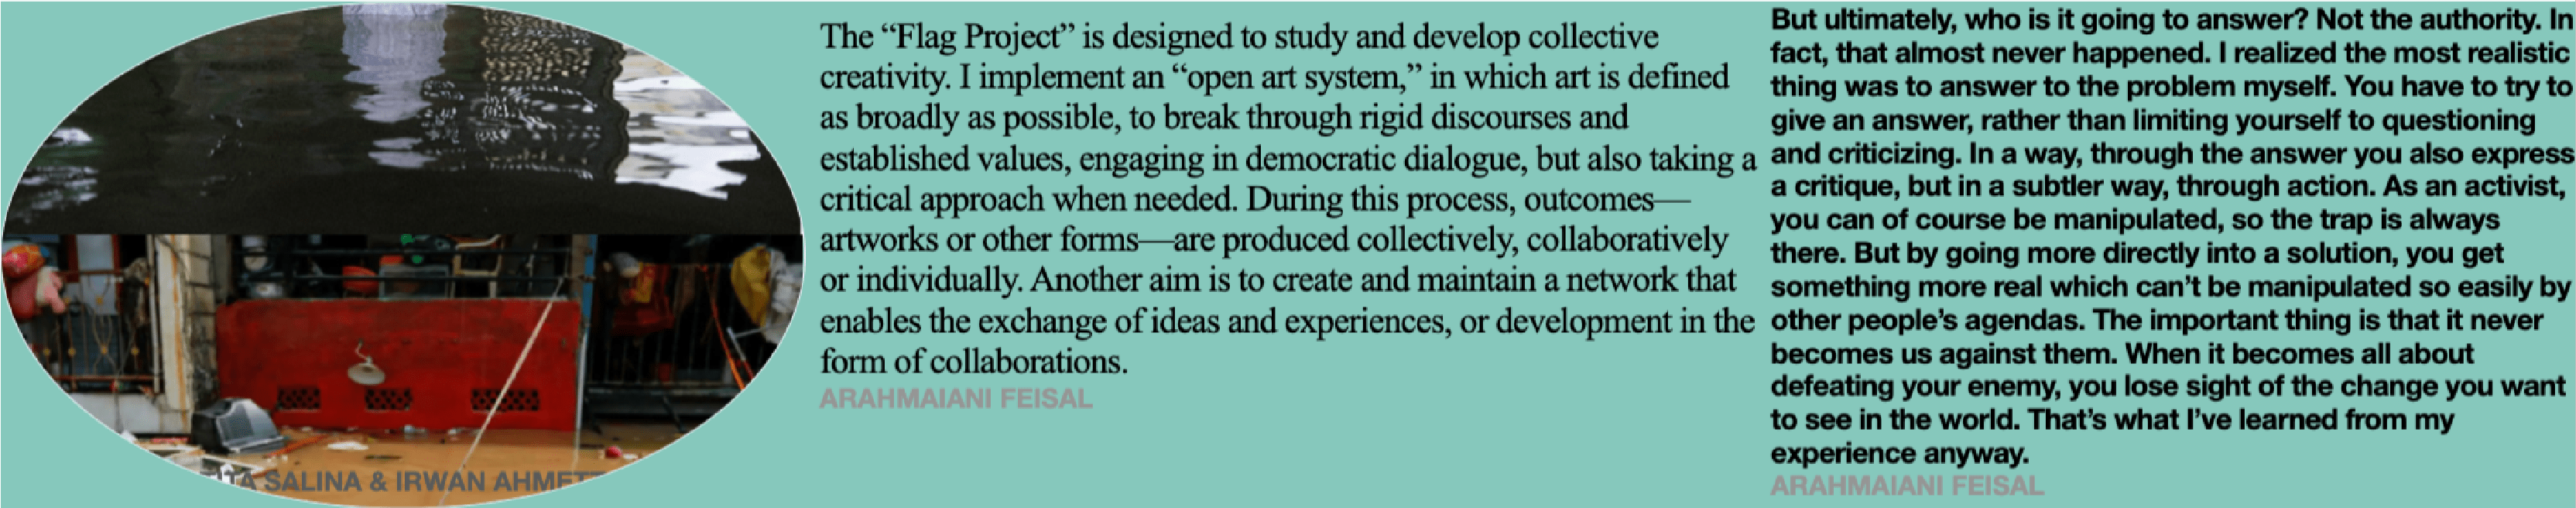 The “Flag Project” is designed to study and develop collective
creativity. I implement an “open art system,” in which art is defined
as broadly as possible, to break through rigid discourses and
established values, engaging in democratic dialogue, but also taking a
critical approach when needed. During this process, outcomes—
artworks or other forms—are produced collectively, collaboratively
or individually. Another aim is to create and maintain a network that
enables the exchange of ideas and experiences, or development in the
form of collaborations.
ARAHMAIANI FEISAL
But ultimately, who is it going to answer? Not the authority. In
fact, that almost never happened. I realized the most realistic
thing was to answer to the problem myself. You have to try to
give an answer, rather than limiting yourself to questioning
and criticizing. In a way, through the answer you also express
a critique, but in a subtler way, through action. As an activist,
you can of course be manipulated, so the trap is always
there. But by going more directly into a solution, you get
something more real which can’t be manipulated so easily by
other people’s agendas. The important thing is that it never
becomes us against them. When it becomes all about
defeating your enemy, you lose sight of the change you want
to see in the world. That’s what I’ve learned from my
experience anyway.
ARAHMAIANI FEISAL
SALINA & IRWAN